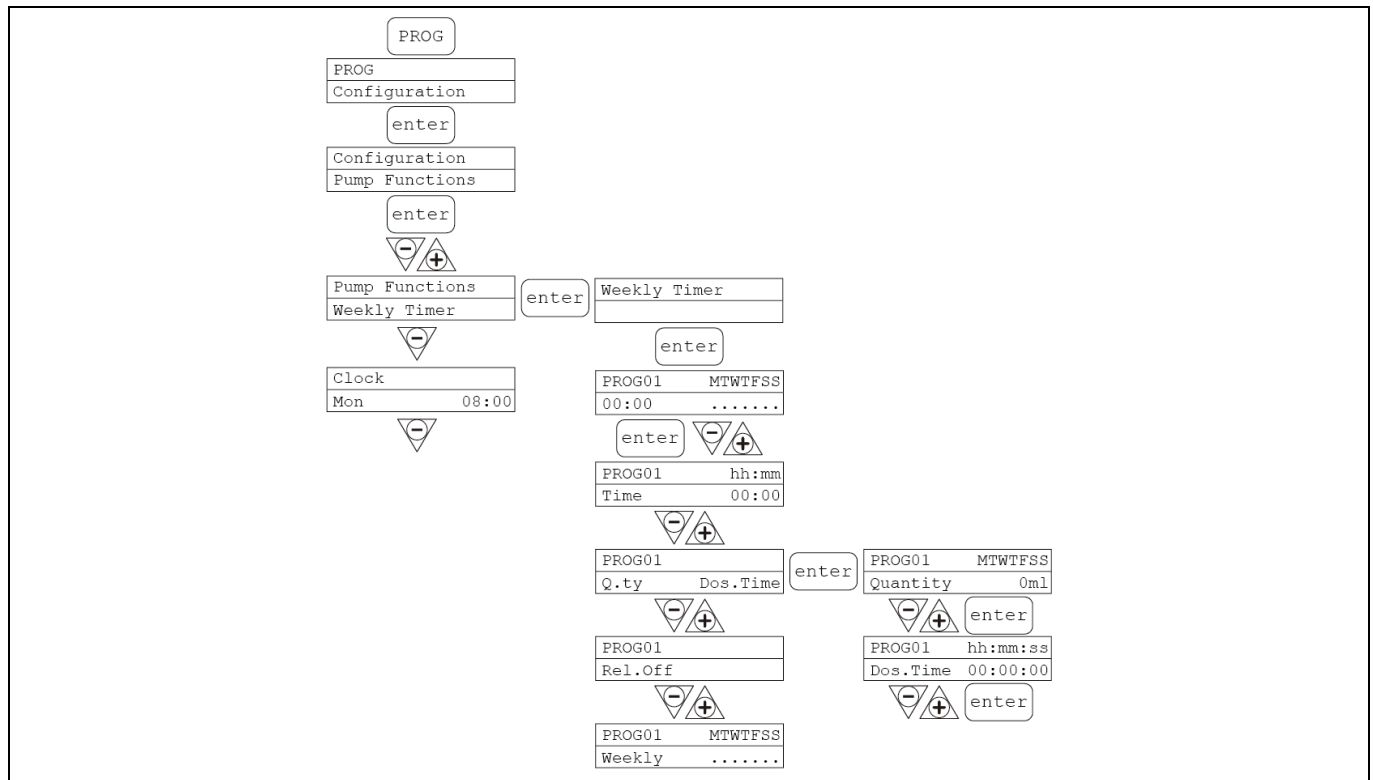 PROG
PROG
Configuration
enter
Configuration
Pump Functions
enter
Pump Functions
Weekly Timer
enter
Weekly Timer
enter
Clock
Mon 08:00
PROG01 MTWTFSS
00:00 .......
enter
PROG01 hh:mm
Time 00:00
PROG01
Q.ty Dos.Time
enter
PROG01 MTWTFSS
Quantity 0ml
enter
PROG01
Rel.Off
PROG01 hh:mm:ss
Dos.Time 00:00:00
enter
PROG01 MTWTFSS
Weekly .......